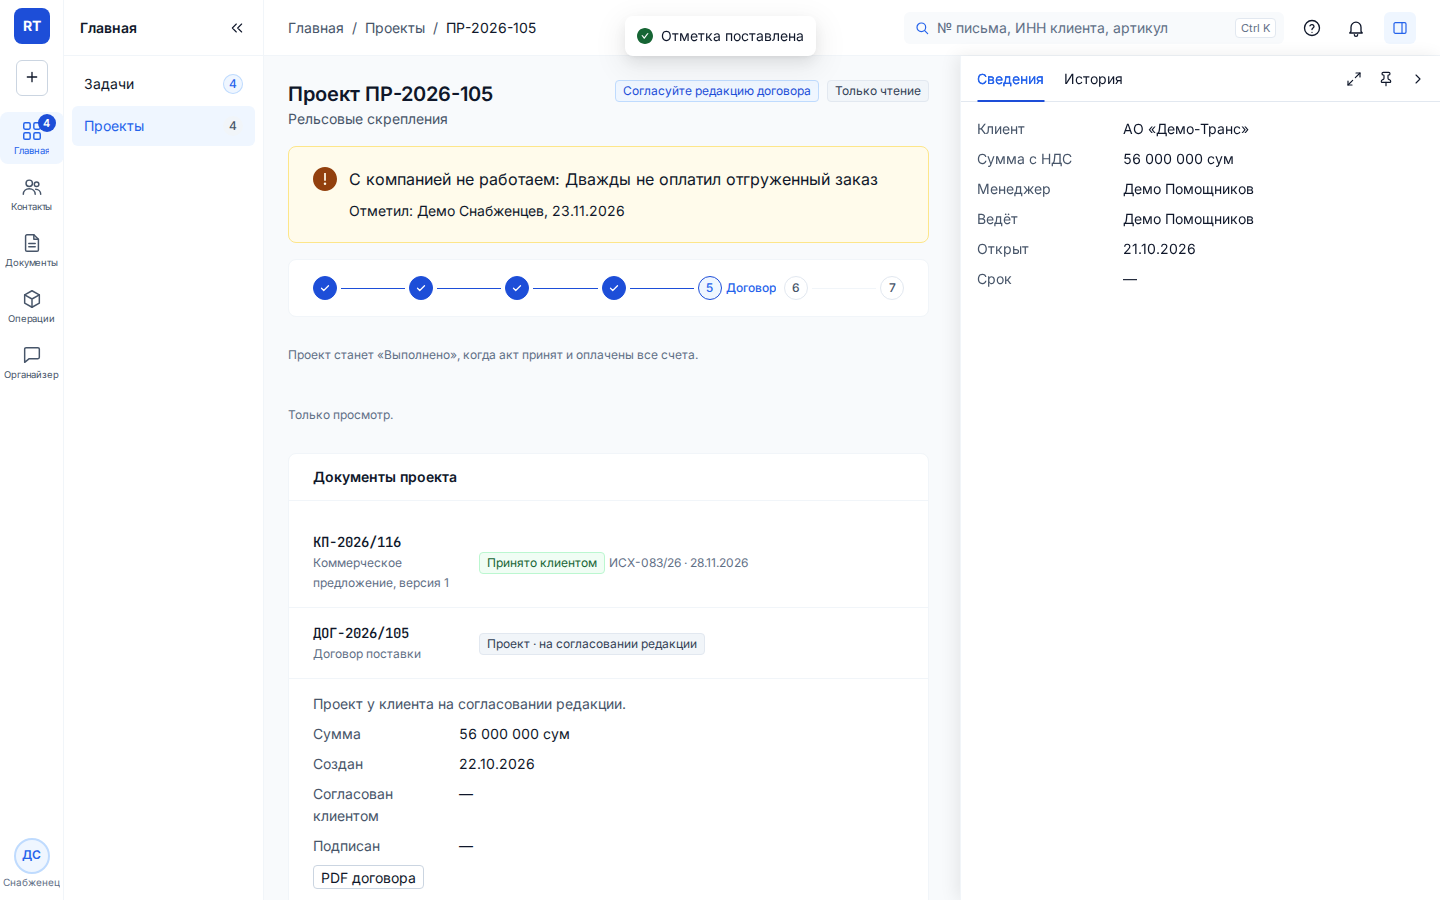 RT
Главная
Главная / Проекты / ПР-2026-105
Отметка поставлена
№ письма, ИНН клиента, артикул
Ctrl K
+
4
Главная
Контакты
Документы
Операции
Органайзер
ДС
Снабженец
Задачи
4
Проекты
4
Проект ПР-2026-105
Согласуйте редакцию договора
Только чтение
Рельсовые скрепления
С компанией не работаем: Дважды не оплатил отгруженный заказ
Отметил: Демо Снабженцев, 23.11.2026
5 Договор 6 7
Проект станет «Выполнено», когда акт принят и оплачены все счета.
Только просмотр.
Документы проекта
КП-2026/116
Коммерческое
предложение, версия 1
Принято клиентом ИСХ-083/26 · 28.11.2026
ДОГ-2026/105
Договор поставки
Проект · на согласовании редакции
Проект у клиента на согласовании редакции.
Сумма 56 000 000 сум
Создан 22.10.2026
Согласован —
клиентом
Подписан —
PDF договора
Сведения История
Клиент АО «Демо-Транс»
Сумма с НДС 56 000 000 сум
Менеджер Демо Помощников
Ведёт Демо Помощников
Открыт 21.10.2026
Срок —